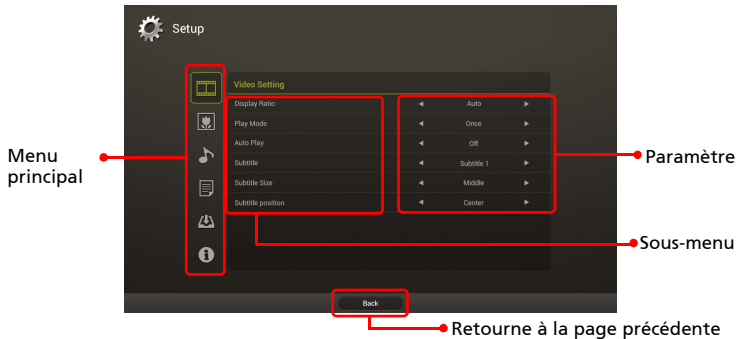 Setup
Video Setting
Display Ratio ◄ Auto ►
Play Mode ◄ Once ►
Auto Play ◄ Off ►
Subtitle ◄ Subtitle 1 ►
Subtitle Size ◄ Middle ►
Subtitle position ◄ Center ►
Back
Menu
principal
Paramètre
Sous-menu
Retourne à la page précédente